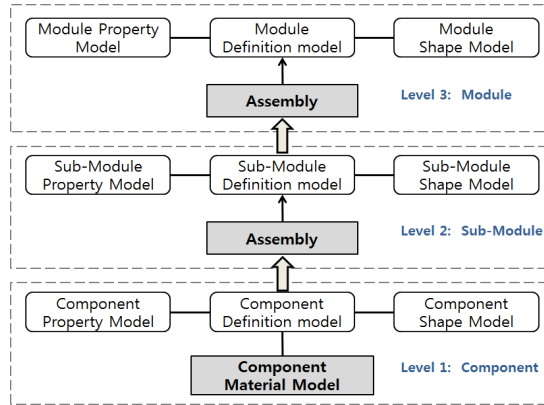 Module Property
Model
Module
Definition model
Module
Shape Model
Assembly
Level 3: Module
Sub-Module
Property Model
Sub-Module
Definition model
Sub-Module
Shape Model
Assembly
Level 2: Sub-Module
Component
Property Model
Component
Definition model
Component
Shape Model
Component
Material Model
Level 1: Component